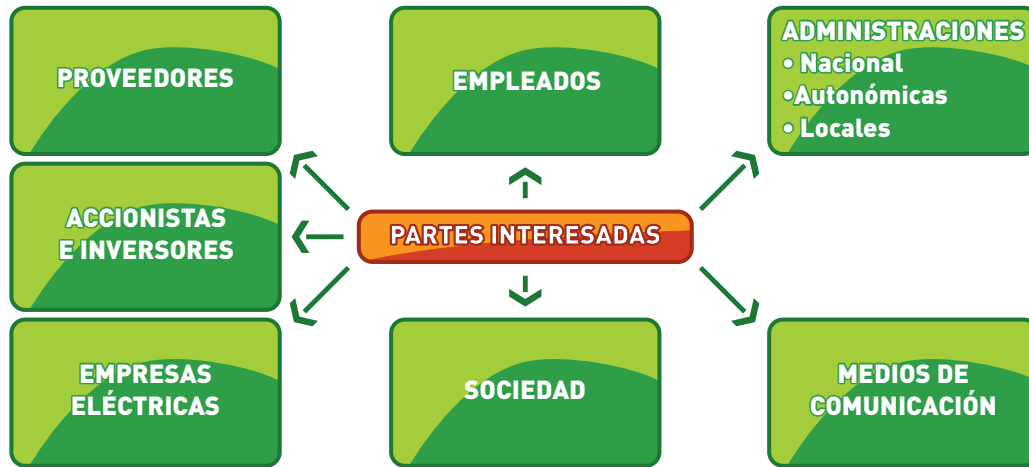 PROVEEDORES
EMPLEADOS
ADMINISTRACIONES
• Nacional
•Autonómicas
• Locales
ACCIONISTAS
E INVERSORES
PARTES INTERESADAS
EMPRESAS
ELÉCTRICAS
SOCIEDAD
MEDIOS DE
COMUNICACIÓN